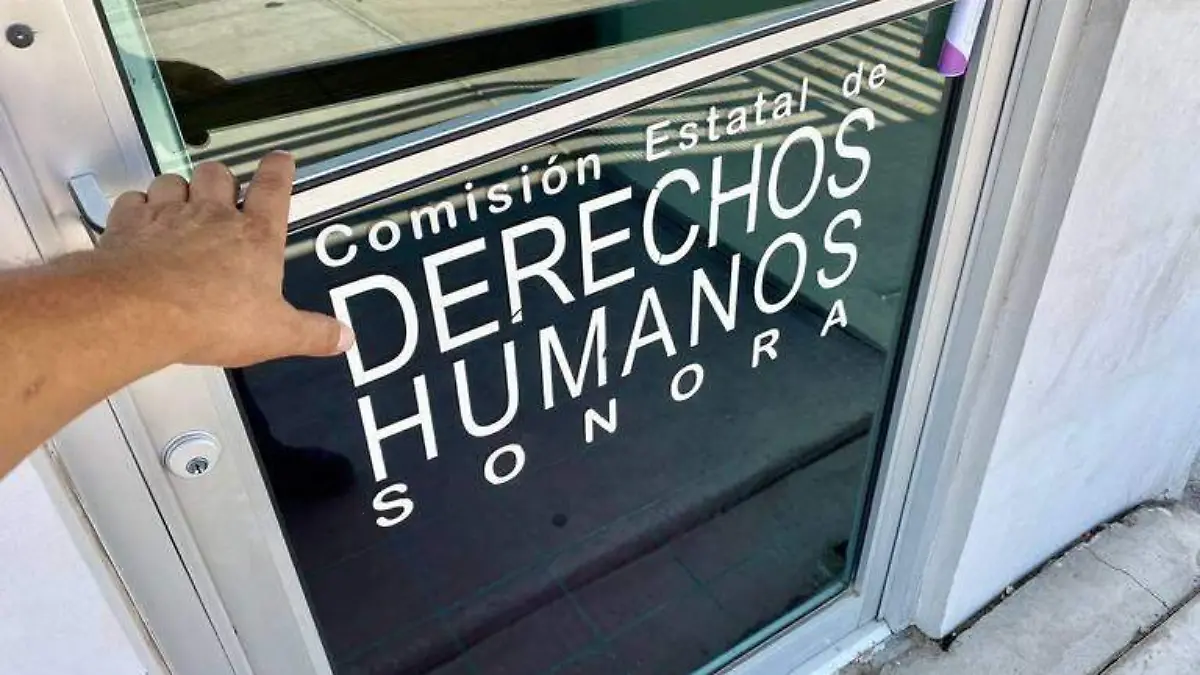 Comisión Estatal de
DERECHOS
HUMANOS
SONORA